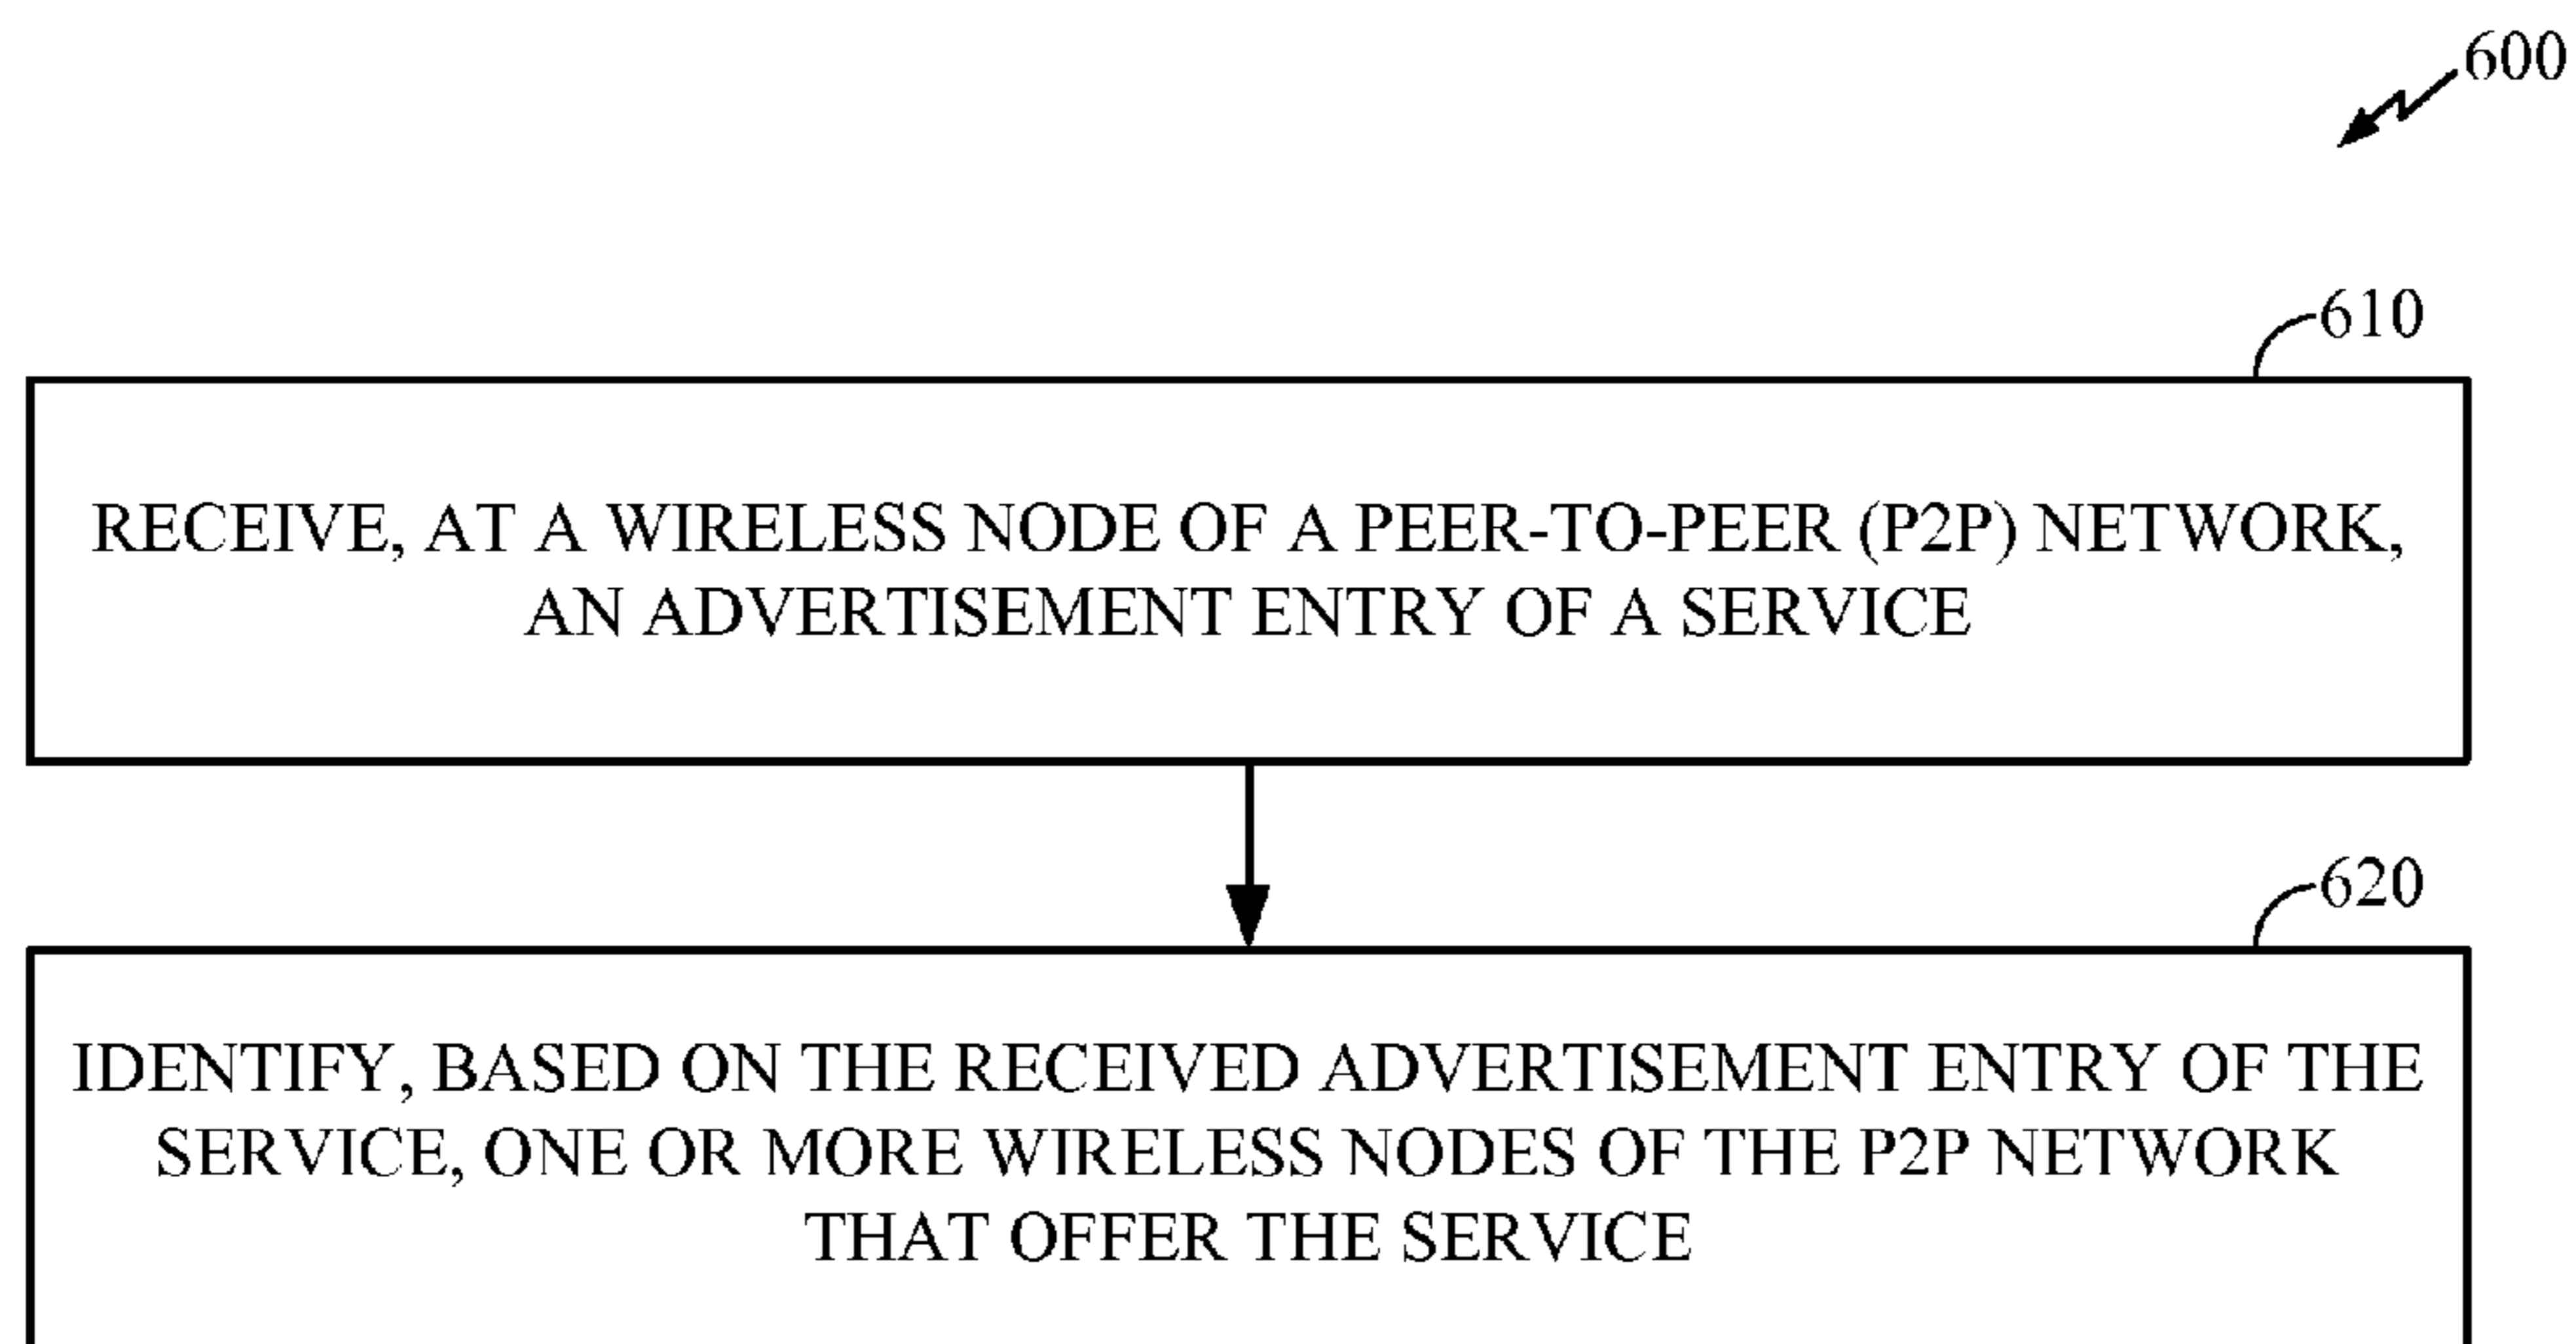 600
610
RECEIVE, AT A WIRELESS NODE OF A PEER-TO-PEER (P2P) NETWORK,
AN ADVERTISEMENT ENTRY OF A SERVICE
620
IDENTIFY, BASED ON THE RECEIVED ADVERTISEMENT ENTRY OF THE
SERVICE, ONE OR MORE WIRELESS NODES OF THE P2P NETWORK
THAT OFFER THE SERVICE